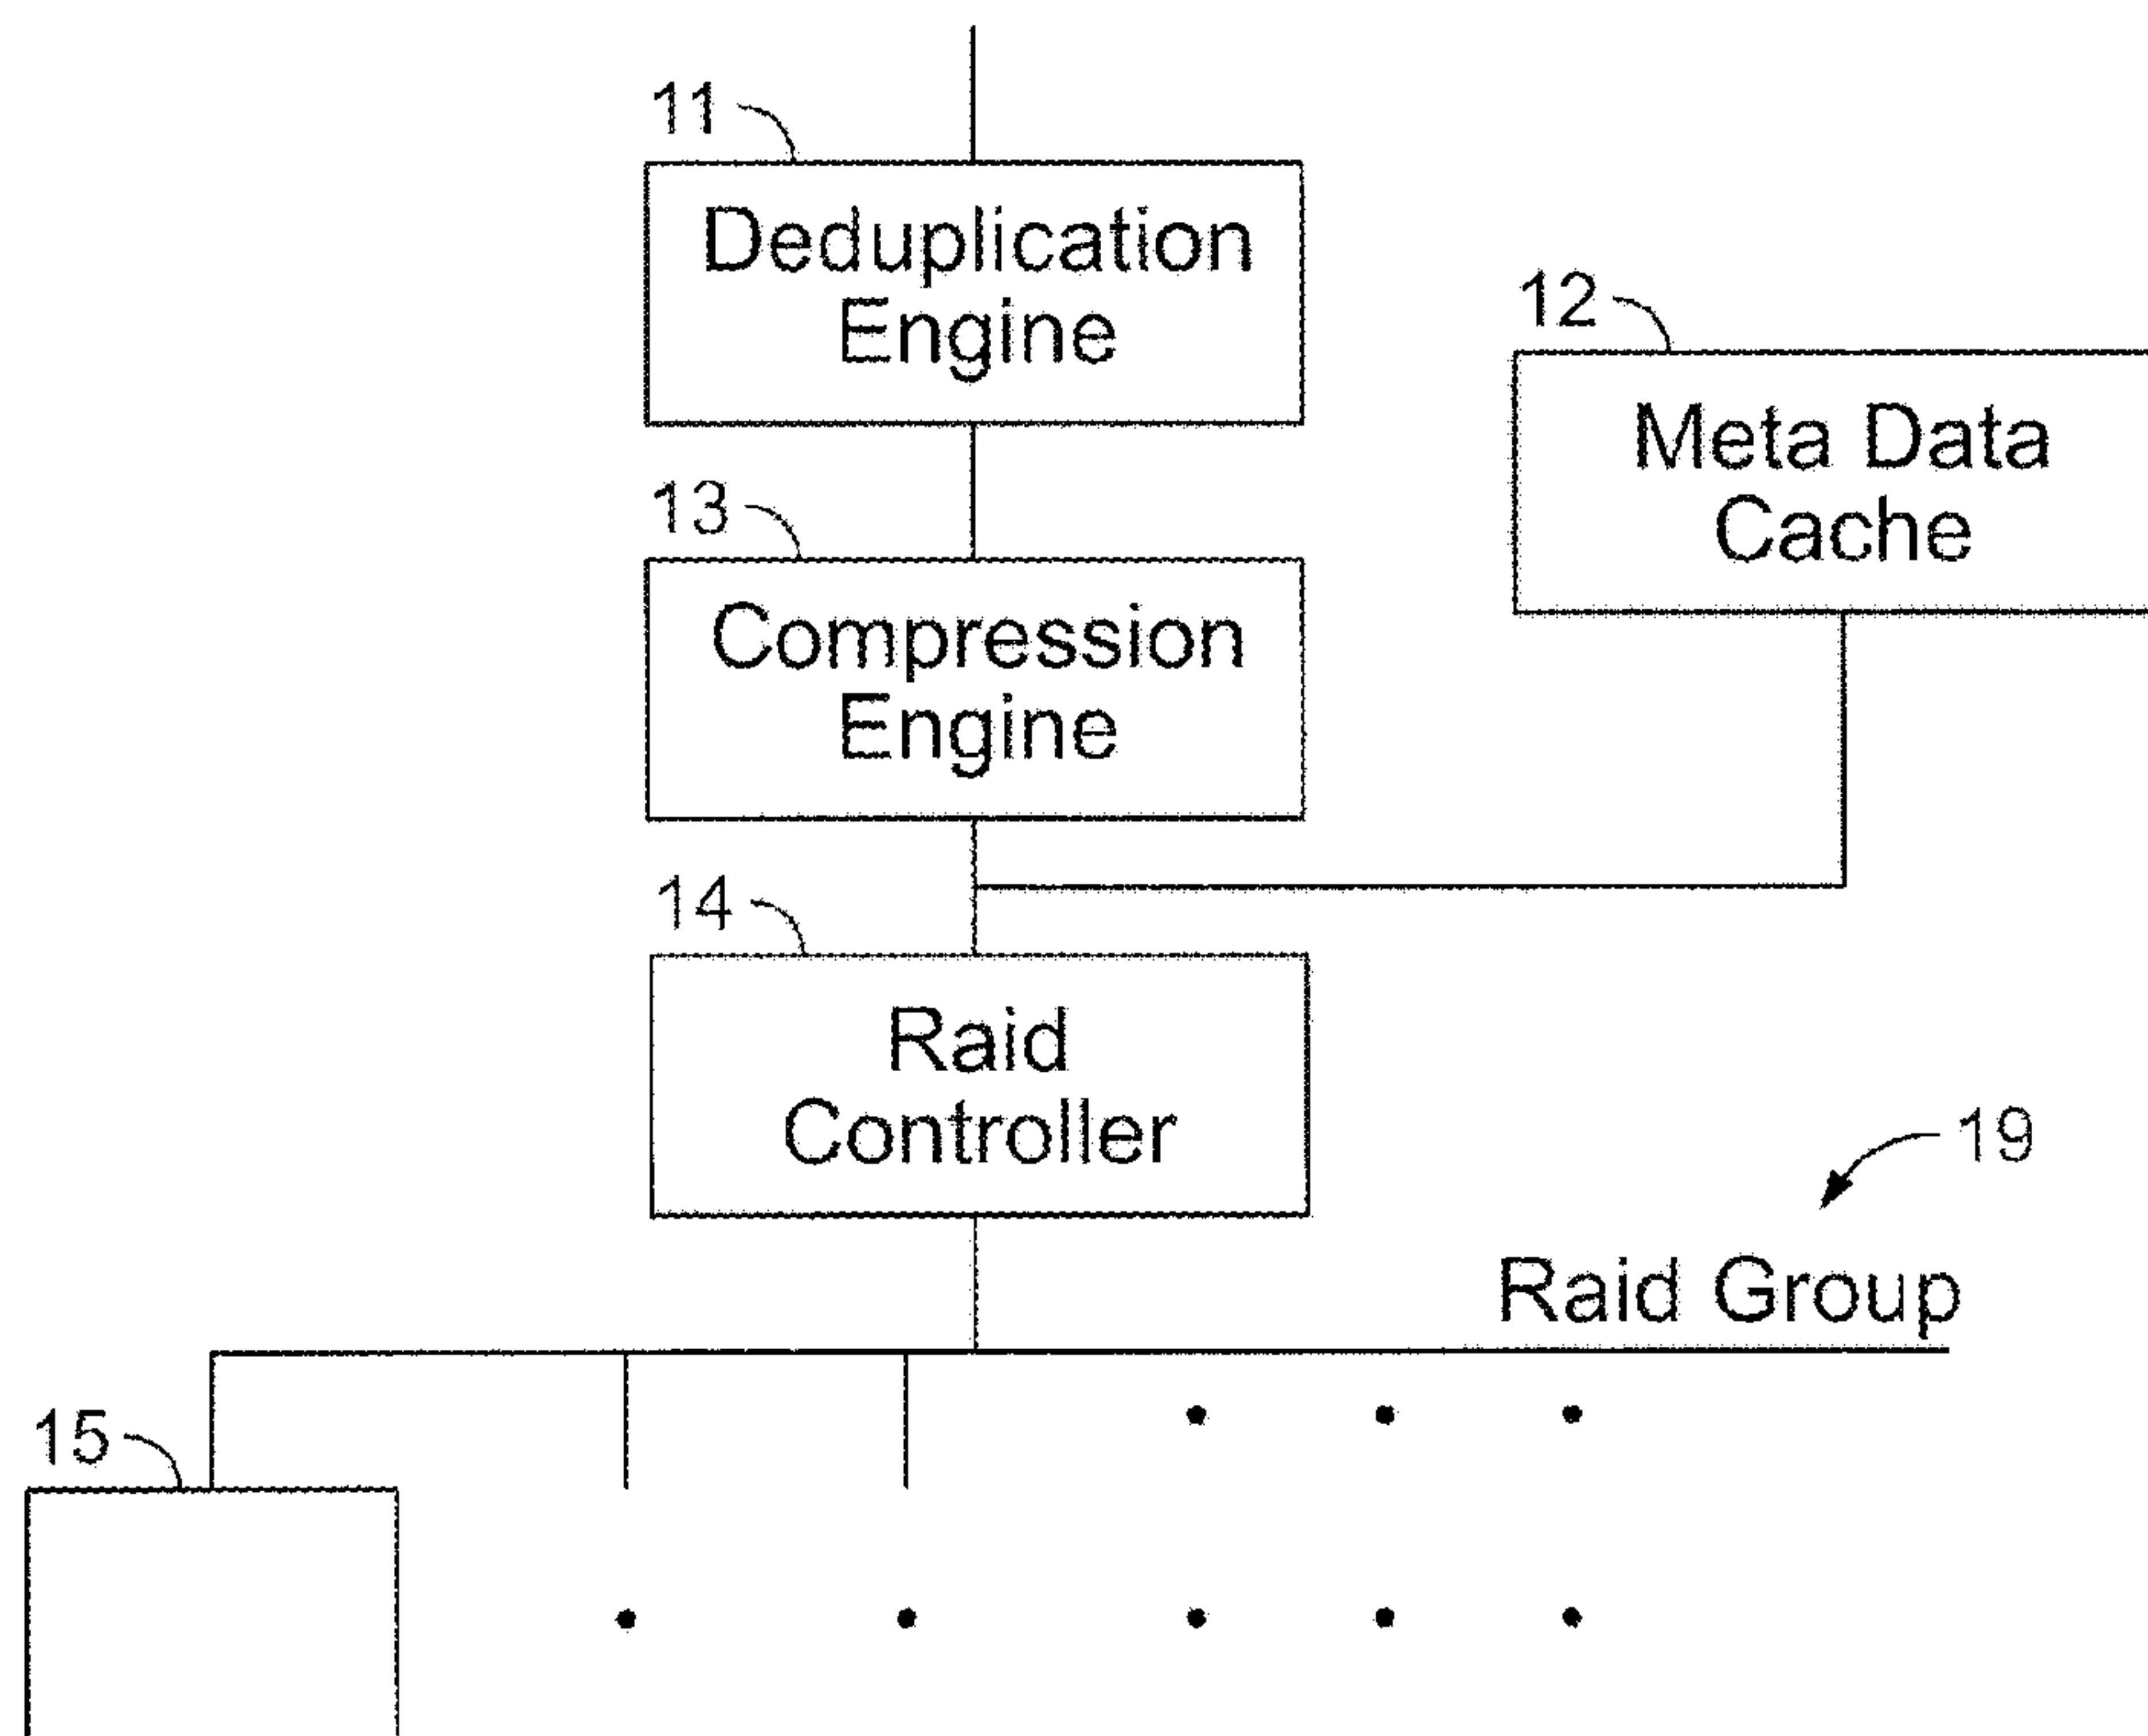 11
Deduplication
Engine
12
Meta Data
Cache
13
Compression
Engine
14
Raid
Controller
19
Raid Group
15